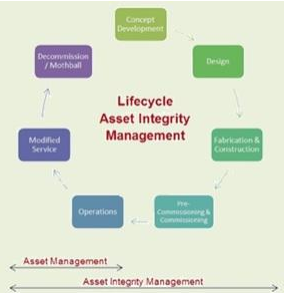 Concept
Development
Design
Fabrication &
Construction
Pre-
Commissioning &
Commissioning
Operations
Modified
Service
Decommission
/ Mothball
Lifecycle
Asset Integrity
Management
Asset Management
Asset Integrity Management